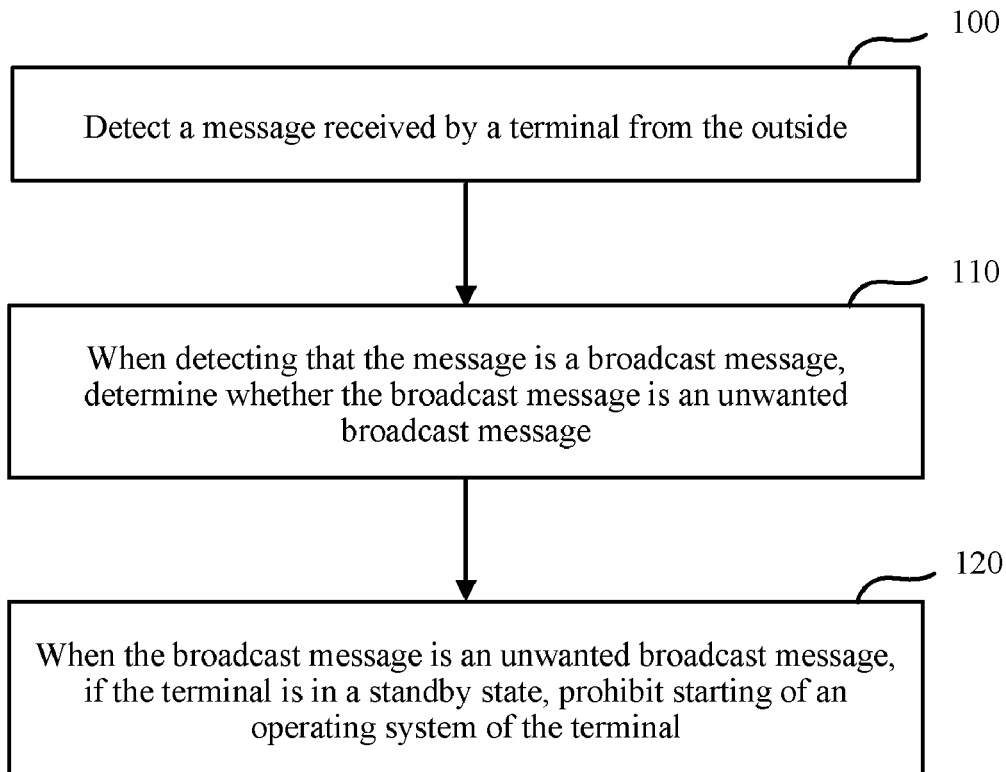 100
Detect a message received by a terminal from the outside
110
When detecting that the message is a broadcast message,
determine whether the broadcast message is an unwanted
broadcast message
120
When the broadcast message is an unwanted broadcast message,
if the terminal is in a standby state, prohibit starting of an
operating system of the terminal